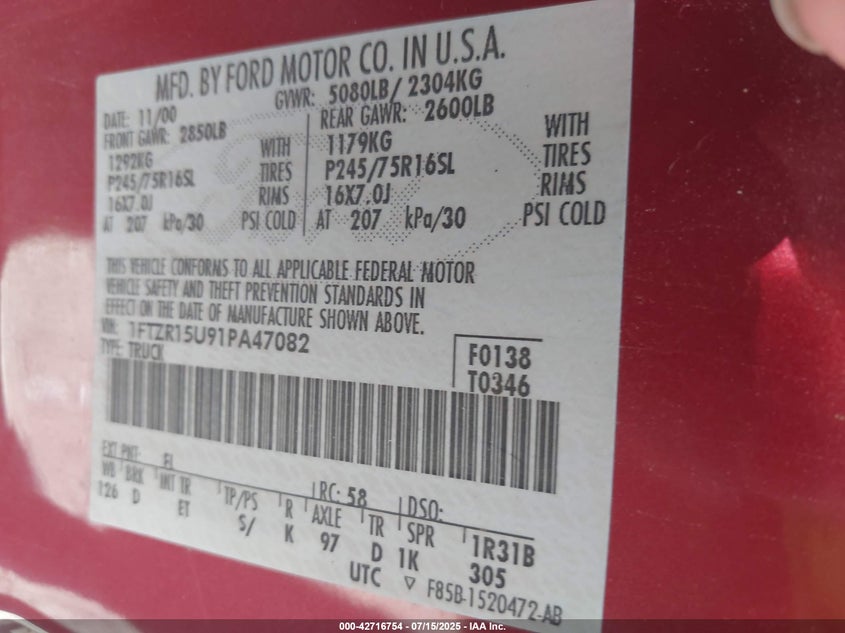 MFD. BY FORD MOTOR CO. IN U.S.A.
DATE: 11/00 GVWR: 5080LB/ 2304KG
FRONT GAWR: 2850LB REAR GAWR: 2600LB
1292KG WITH 1179KG WITH
P245/75R16SL TIRES P245/75R16SL TIRES
16X7.0J RIMS 16X7.0J RIMS
AT 207 kPa/30 PSI COLD AT 207 kPa/30 PSI COLD
THIS VEHICLE CONFORMS TO ALL APPLICABLE FEDERAL MOTOR
VEHICLE SAFETY AND THEFT PREVENTION STANDARDS IN
EFFECT ON THE DATE OF MANUFACTURE SHOWN ABOVE.
VIN: 1FTZR15U91PA47082 F0138
TYPE: TRUCK T0346
EXT PNT: FL RC: 58 DSO:
WB BRK INT TR TP/PS R AXLE TR SPR 1R31B
126 D ET S/ K 97 D 1K 305
UTC ▽ F85B-1520472-AB
000-42716754 - 07/15/2025 - IAA Inc.